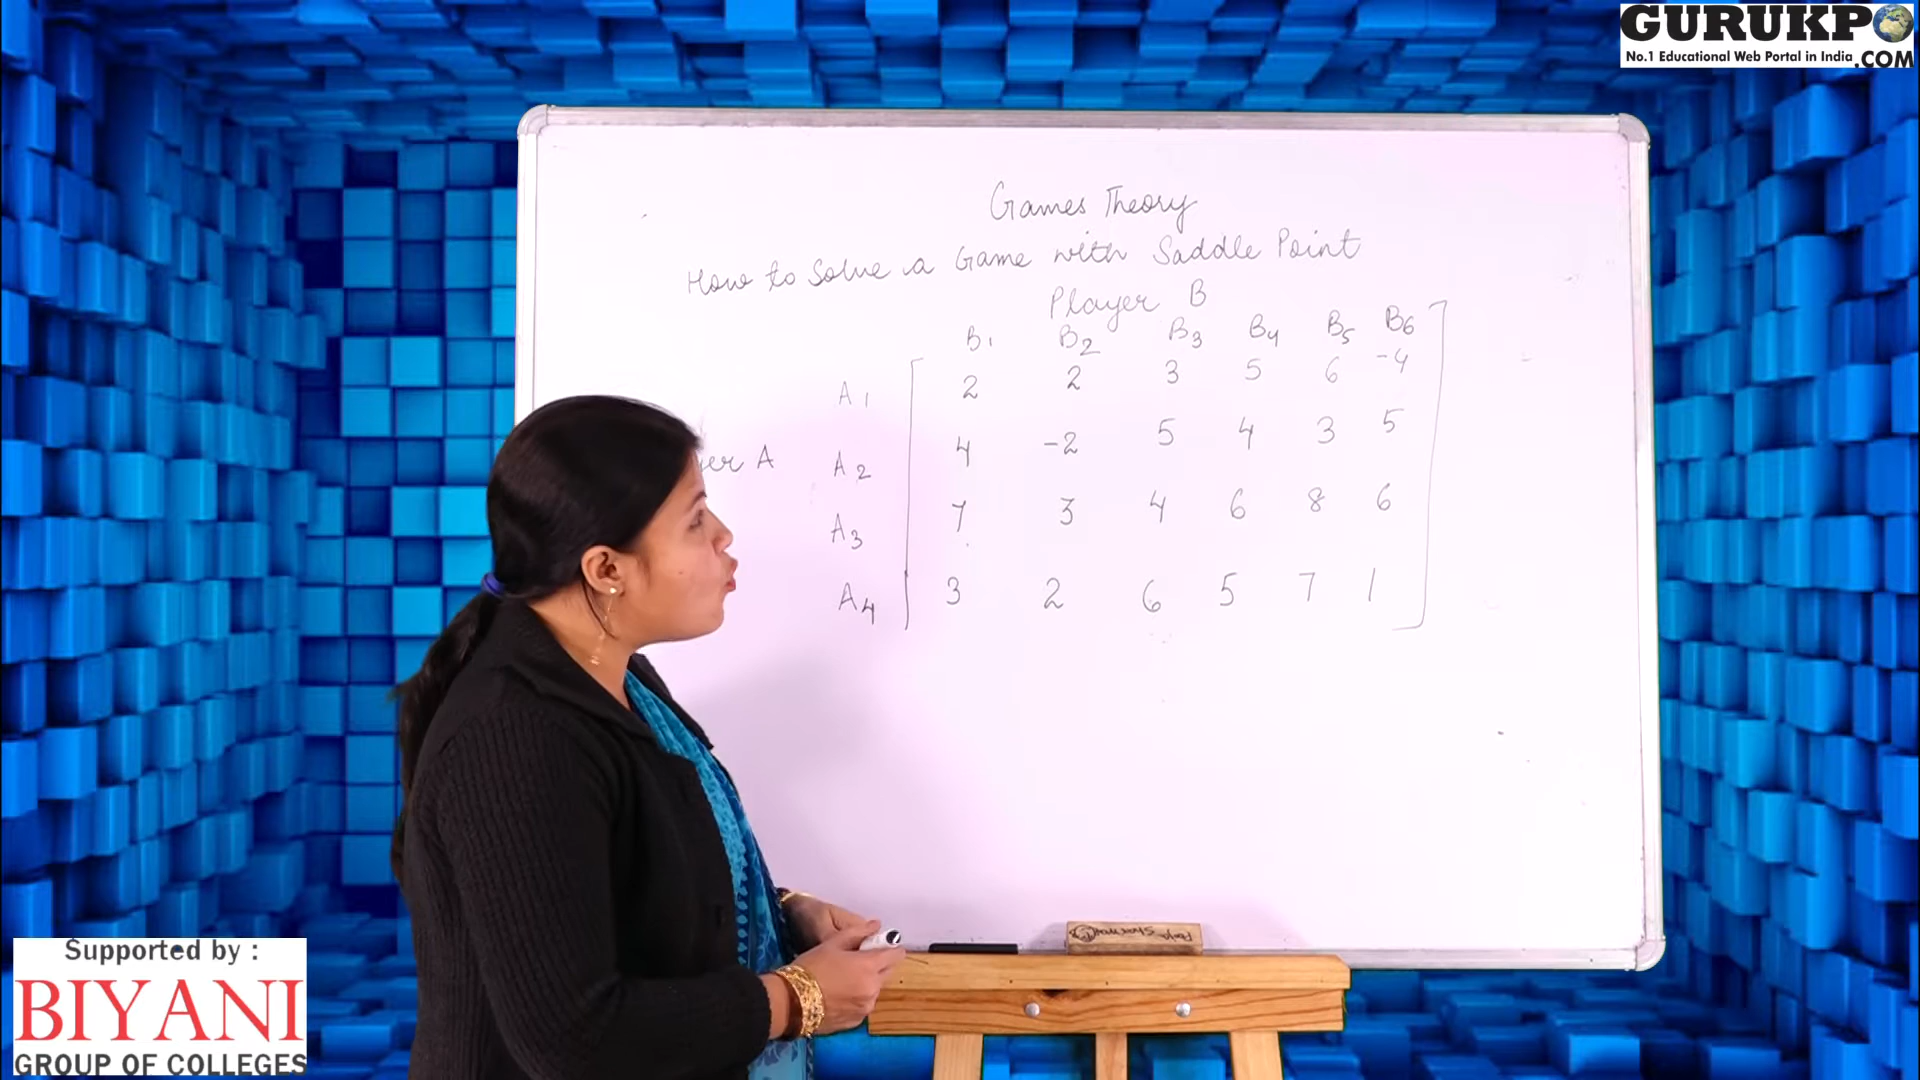 GURUKPO
No.1 Educational Web Portal in India .COM
Games Theory
How to Solve a Game with Saddle Point
Player B
B1 B2 B3 B4 B5 B6
A1 2 2 3 5 6 -4
yer A
A2 4 -2 5 4 3 5
A3 7 3 4 6 8 6
A4 3 2 6 5 7 1
Supported by :
BIYANI
GROUP OF COLLEGES